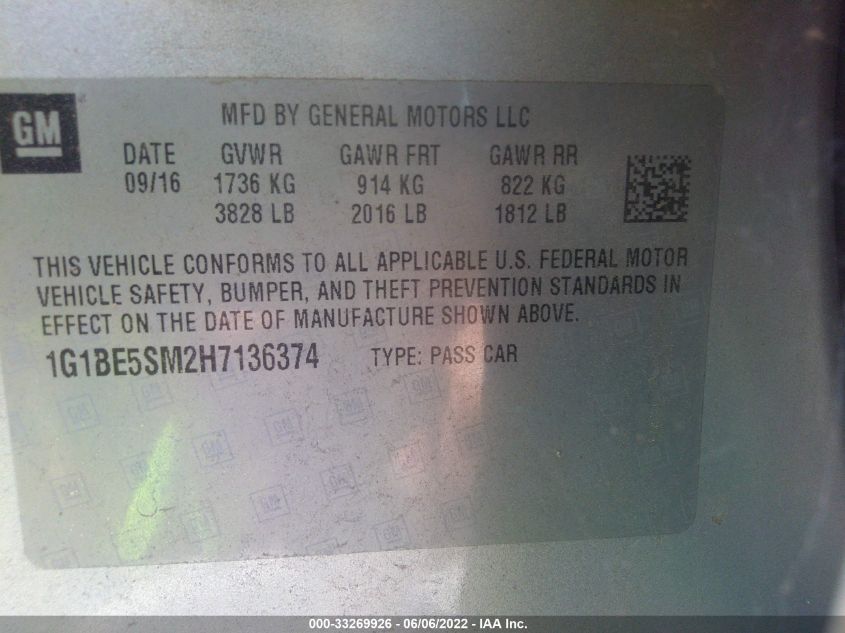 GM
MFD BY GENERAL MOTORS LLC
DATE GVWR GAWR FRT GAWR RR
09/16 1736 KG 914 KG 822 KG
3828 LB 2016 LB 1812 LB
THIS VEHICLE CONFORMS TO ALL APPLICABLE U.S. FEDERAL MOTOR
VEHICLE SAFETY, BUMPER, AND THEFT PREVENTION STANDARDS IN
EFFECT ON THE DATE OF MANUFACTURE SHOWN ABOVE.
1G1BE5SM2H7136374 TYPE: PASS CAR
000-33269926 - 06/06/2022 - IAA Inc.